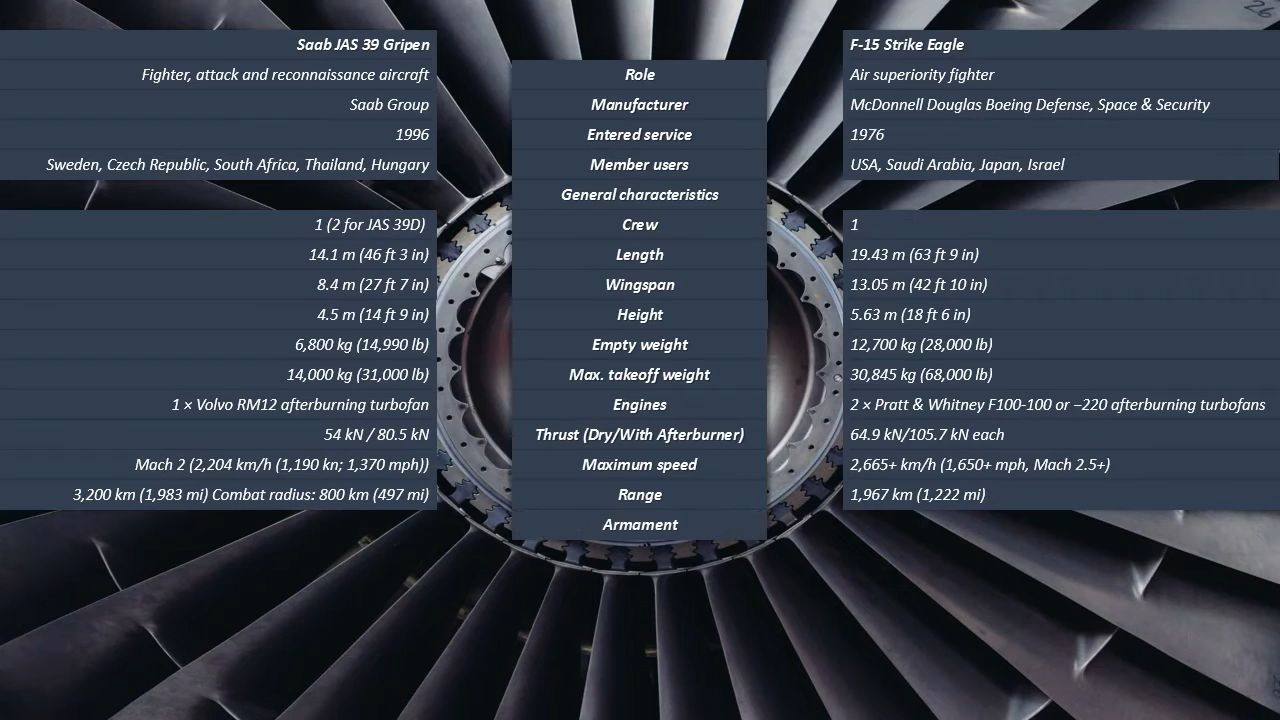 26
Saab JAS 39 Gripen F-15 Strike Eagle
Fighter, attack and reconnaissance aircraft Role Air superiority fighter
Saab Group Manufacturer McDonnell Douglas Boeing Defense, Space & Security
1996 Entered service 1976
Sweden, Czech Republic, South Africa, Thailand, Hungary Member users USA, Saudi Arabia, Japan, Israel
General characteristics
1 (2 for JAS 39D) Crew 1
14.1 m (46 ft 3 in) Length 19.43 m (63 ft 9 in)
8.4 m (27 ft 7 in) Wingspan 13.05 m (42 ft 10 in)
4.5 m (14 ft 9 in) Height 5.63 m (18 ft 6 in)
6,800 kg (14,990 lb) Empty weight 12,700 kg (28,000 lb)
14,000 kg (31,000 lb) Max. takeoff weight 30,845 kg (68,000 lb)
1 × Volvo RM12 afterburning turbofan Engines 2 × Pratt & Whitney F100-100 or −220 afterburning turbofans
54 kN / 80.5 kN Thrust (Dry/With Afterburner) 64.9 kN/105.7 kN each
Mach 2 (2,204 km/h (1,190 kn; 1,370 mph)) Maximum speed 2,665+ km/h (1,650+ mph, Mach 2.5+)
3,200 km (1,983 mi) Combat radius: 800 km (497 mi) Range 1,967 km (1,222 mi)
Armament